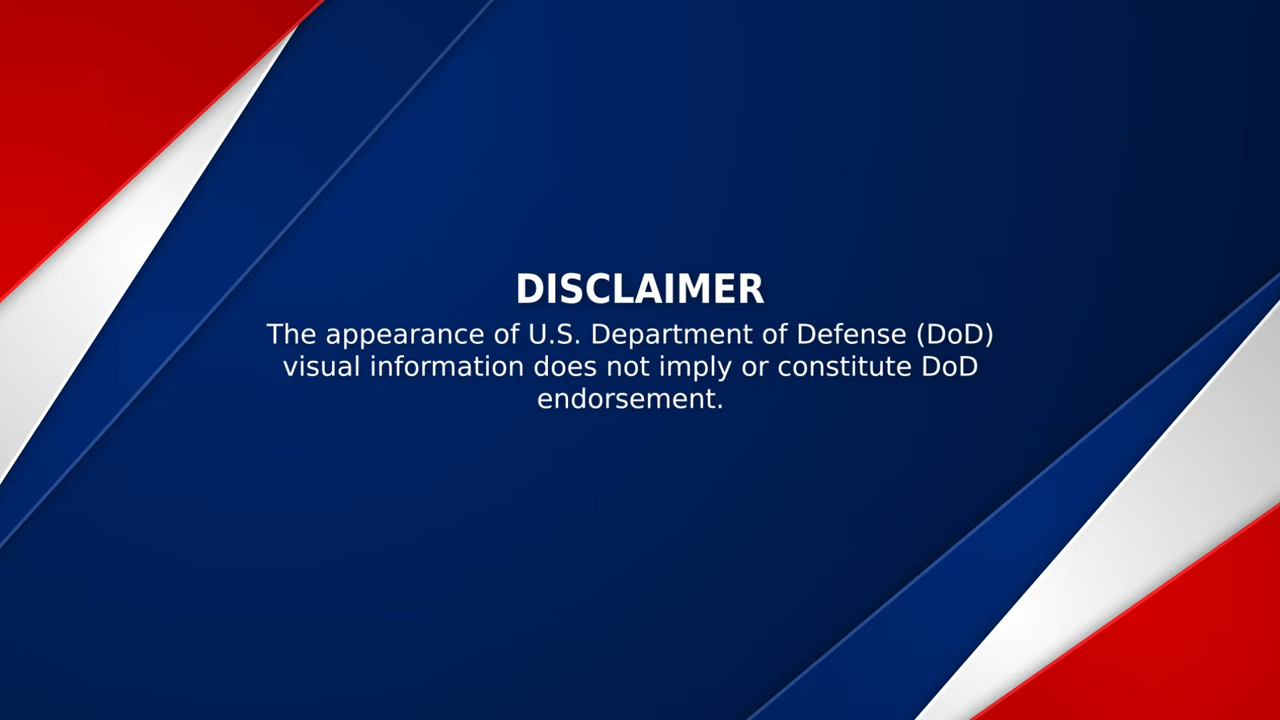 DISCLAIMER
The appearance of U.S. Department of Defense (DoD)
visual information does not imply or constitute DoD
endorsement.